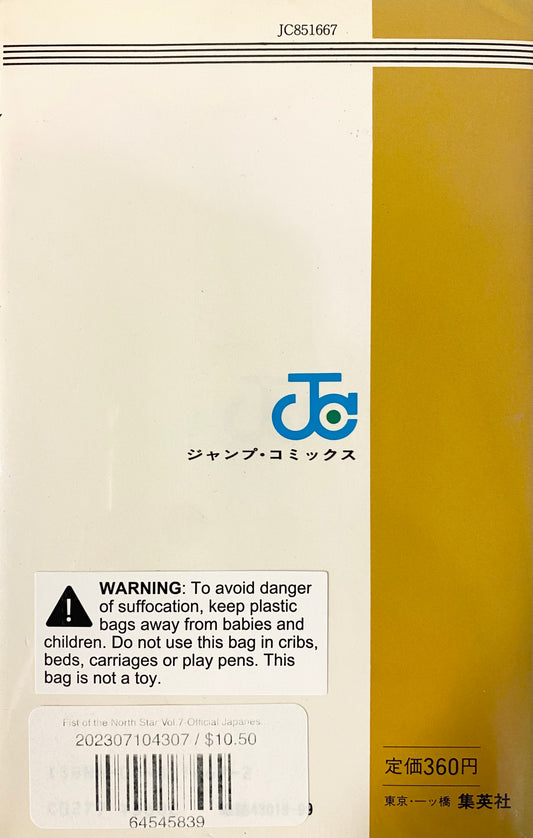 JC851667
JC
ジャンプ・コミックス
WARNING: To avoid danger
of suffocation, keep plastic
bags away from babies and
children. Do not use this bag in cribs,
beds, carriages or play pens. This
bag is not a toy.
Fist of the North Star Vol.7 Official Japanes...
202307104307 / $10.50
64545839
定価360円
東京・一ツ橋 集英社